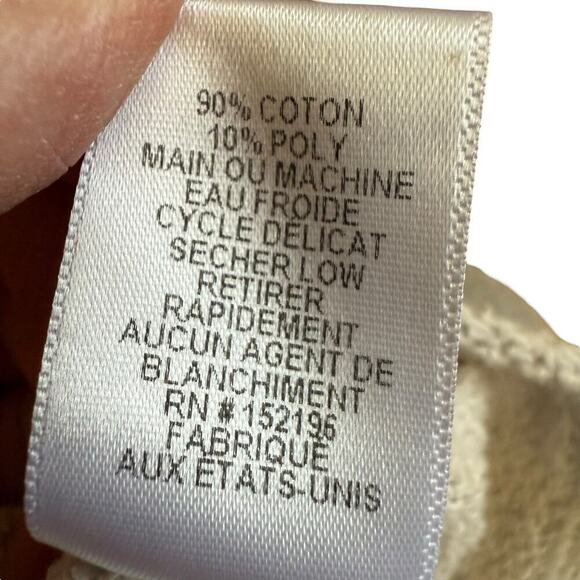 90% COTON
10% POLY
MAIN OU MACHINE
EAU FROIDE
CYCLE DELICAT
SECHER LOW
RETIRER
RAPIDEMENT
AUCUN AGENT DE
BLANCHIMENT
RN # 152196
FABRIQUE
AUX ETATS-UNIS